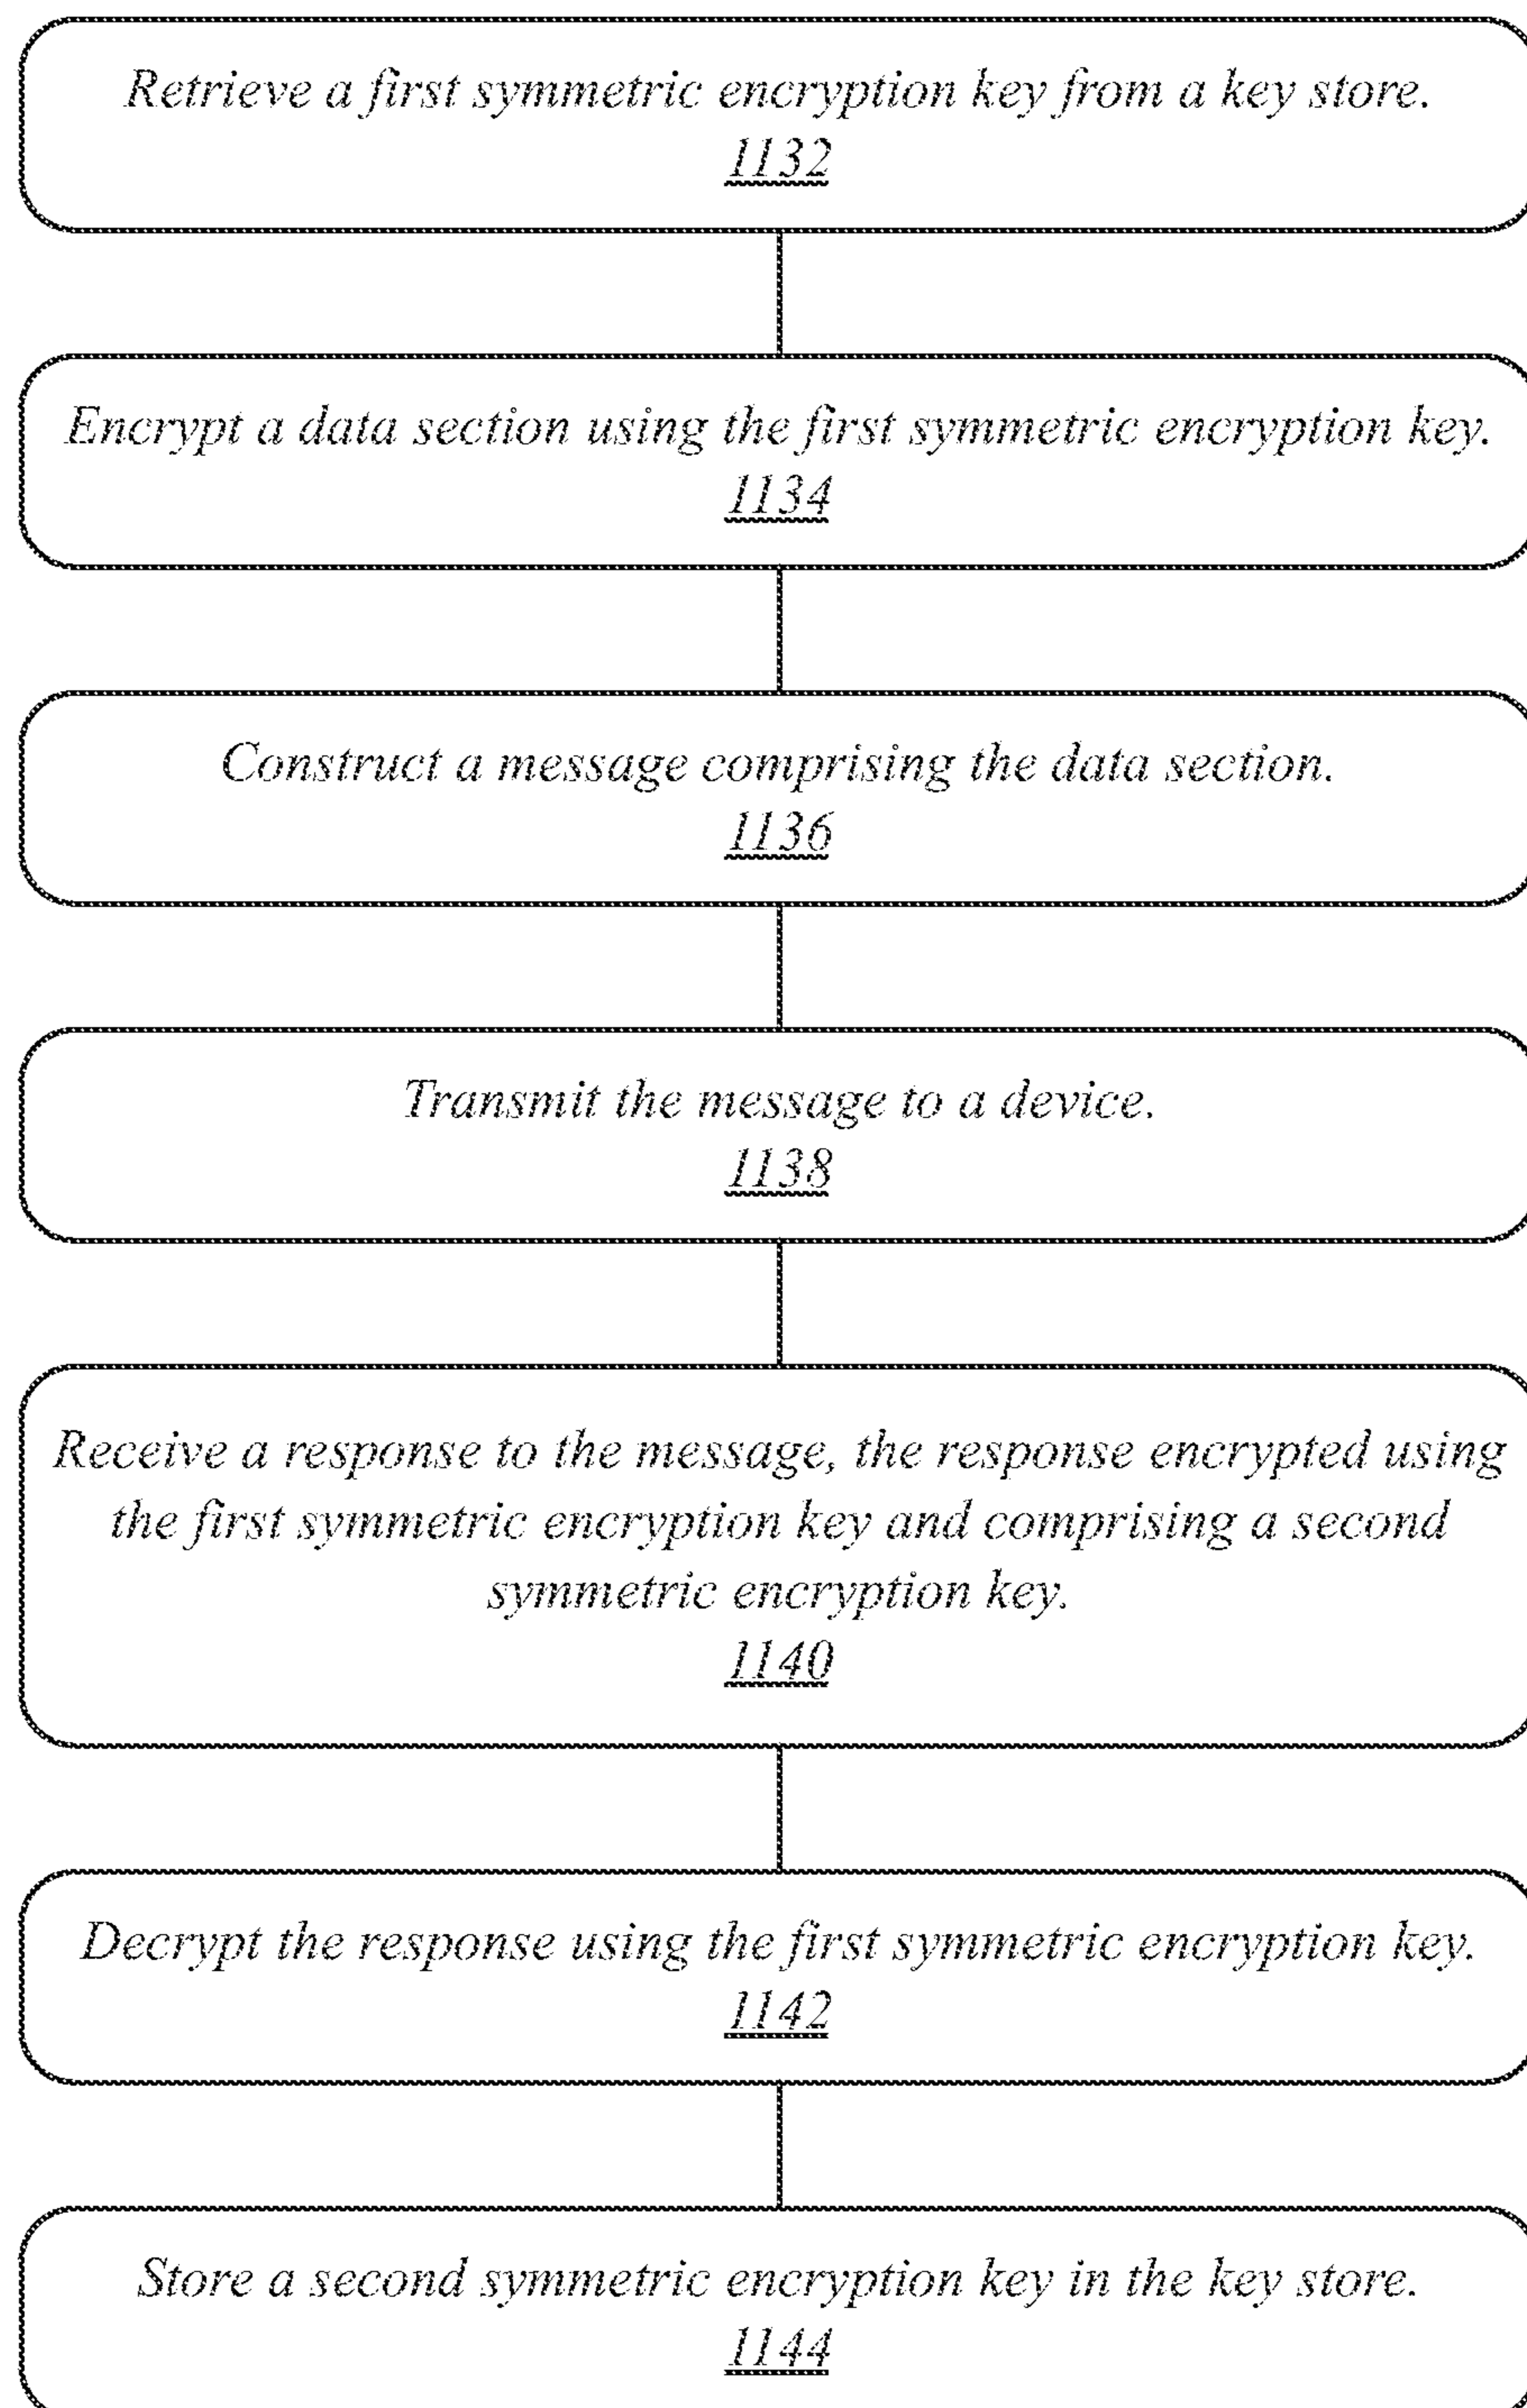 Retrieve a first symmetric encryption key from a key store.
1132
Encrypt a data section using the first symmetric encryption key.
1134
Construct a message comprising the data section.
1136
Transmit the message to a device.
1138
Receive a response to the message, the response encrypted using
the first symmetric encryption key and comprising a second
symmetric encryption key.
1140
Decrypt the response using the first symmetric encryption key.
1142
Store a second symmetric encryption key in the key store.
1144